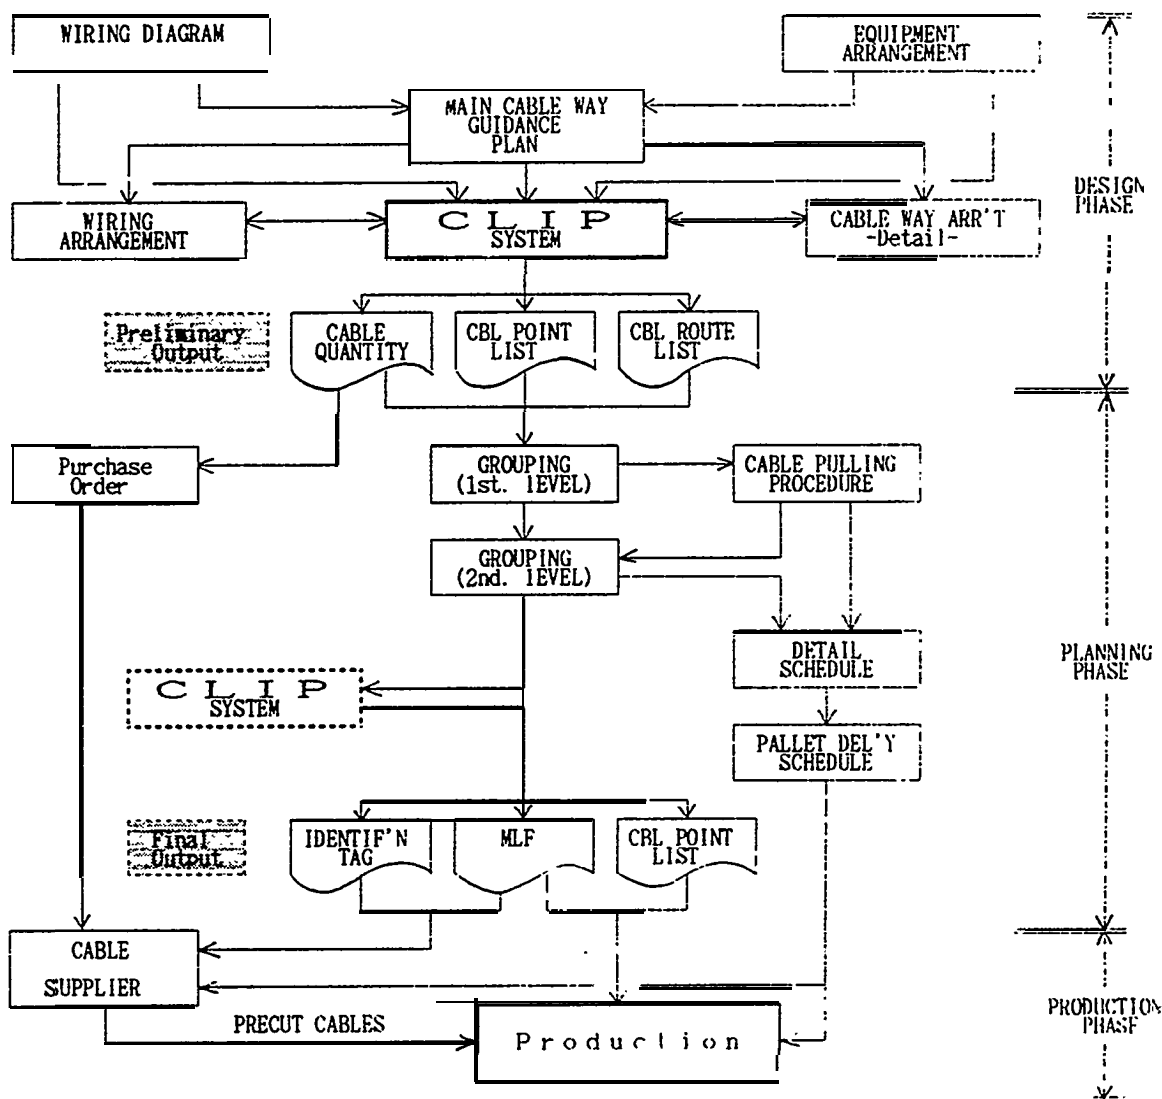 WIRING DIAGRAM
EQUIPMENT
ARRANGEMENT
MAIN CABLE WAY
GUIDANCE
PLAN
DESIGN
PHASE
WIRING
ARRANGEMENT
CLIP
SYSTEM
CABLE WAY ARR'T
-Detail-
Preliminary
Output
CABLE
QUANTITY
CBL POINT
LIST
CBL ROUTE
LIST
Purchase
Order
GROUPING
(1st. lEVEL)
CABLE PULLING
PROCEDURE
GROUPING
(2nd. lEVEL)
DETAIL
SCHEDULE
PLANNING
PHASE
CLIP
SYSTEM
PALLET DEL'Y
SCHEDULE
Final
Output
IDENTIF'N
TAG
MLF
CBL POINT
LIST
CABLE
SUPPLIER
PRECUT CABLES
Production
PRODUCTION
PHASE